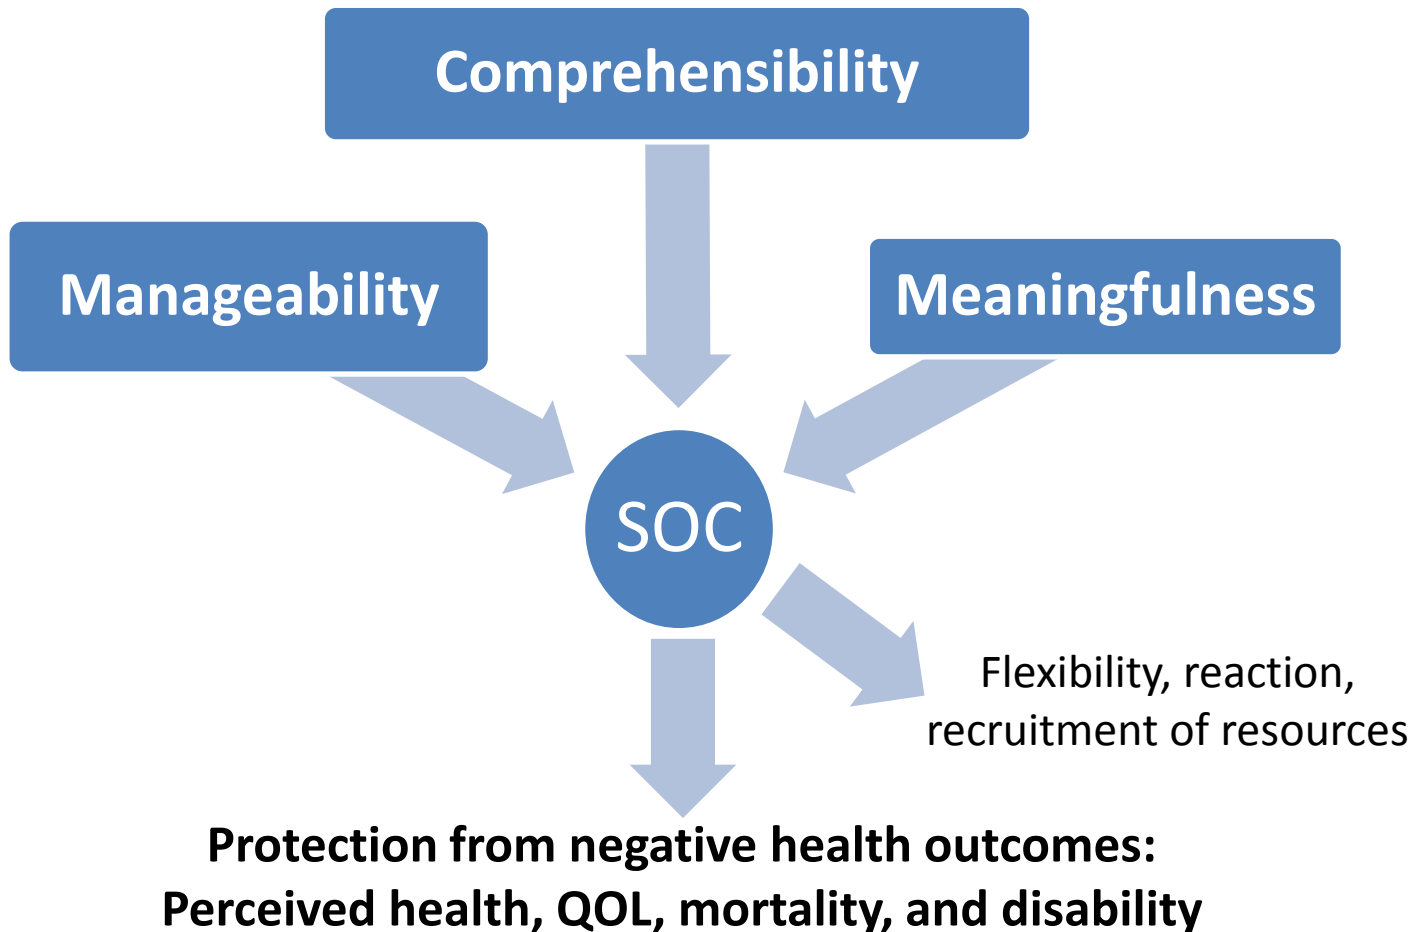 Comprehensibility
Manageability
Meaningfulness
SOC
Flexibility, reaction,
recruitment of resources
Protection from negative health outcomes:
Perceived health, QOL, mortality, and disability